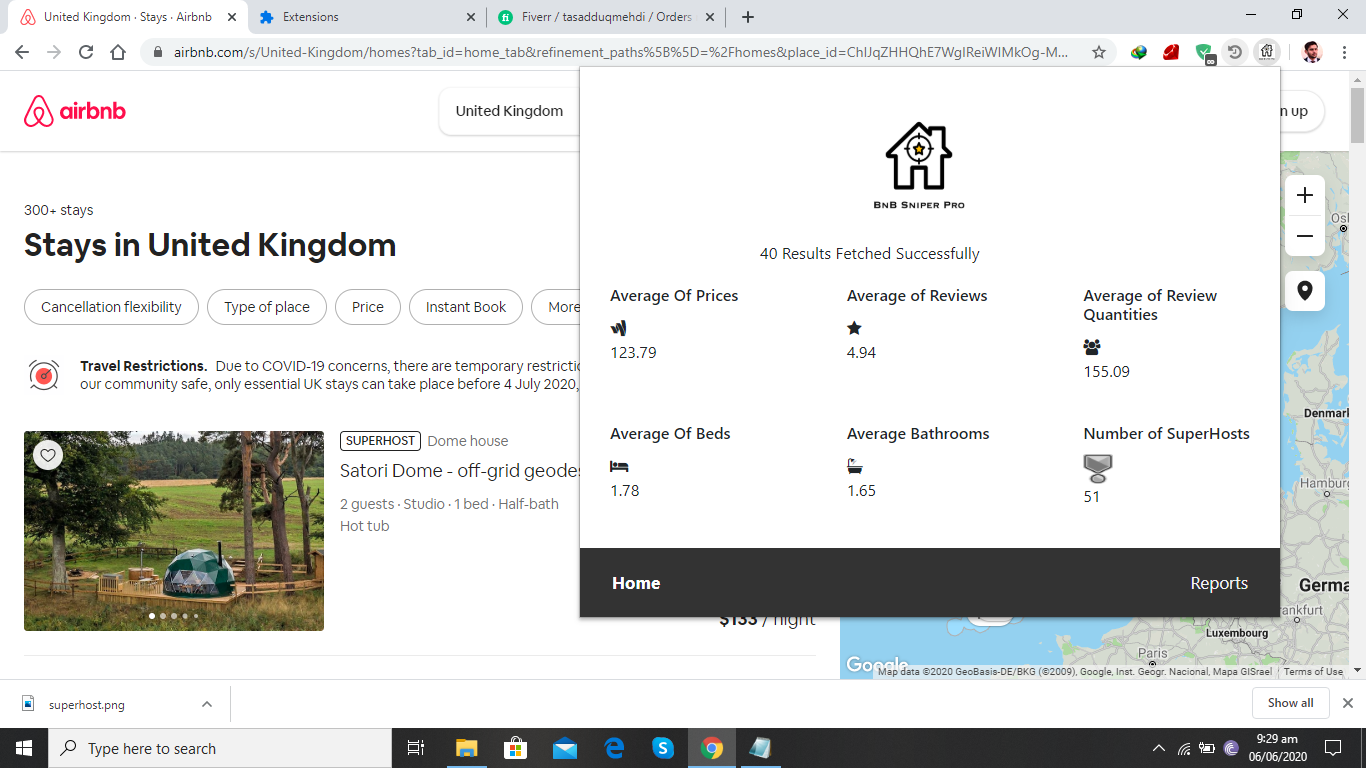 United Kingdom · Stays · Airbnb
Extensions
Fiverr / tasadduqmehdi / Orders
airbnb.com/s/United-Kingdom/homes?tab_id=home_tab&refinement_paths%5B%5D=%2Fhomes&place_id=ChIJqZHHQhE7WgIReiWIMkOg-M...
airbnb
United Kingdom
n up
BnB Sniper Pro
300+ stays
Stays in United Kingdom
40 Results Fetched Successfully
Cancellation flexibility
Type of place
Price
Instant Book
More
Average Of Prices
123.79
Average of Reviews
4.94
Average of Review
Quantities
155.09
Travel Restrictions. Due to COVID-19 concerns, there are temporary restrictic
our community safe, only essential UK stays can take place before 4 July 2020,
Average Of Beds
1.78
Average Bathrooms
1.65
Number of SuperHosts
51
SUPERHOST Dome house
Satori Dome - off-grid geodes
2 guests · Studio · 1 bed · Half-bath
Hot tub
$133 / night
Home
Reports
Osl
Denmark
Hamburg
Germa
ankfurt
Luxembourg
Paris
Google
Map data ©2020 GeoBasis-DE/BKG (©2009), Google, Inst. Geogr. Nacional, Mapa GISrael
Terms of Use
superhost.png
Show all
Type here to search
9:29 am
06/06/2020